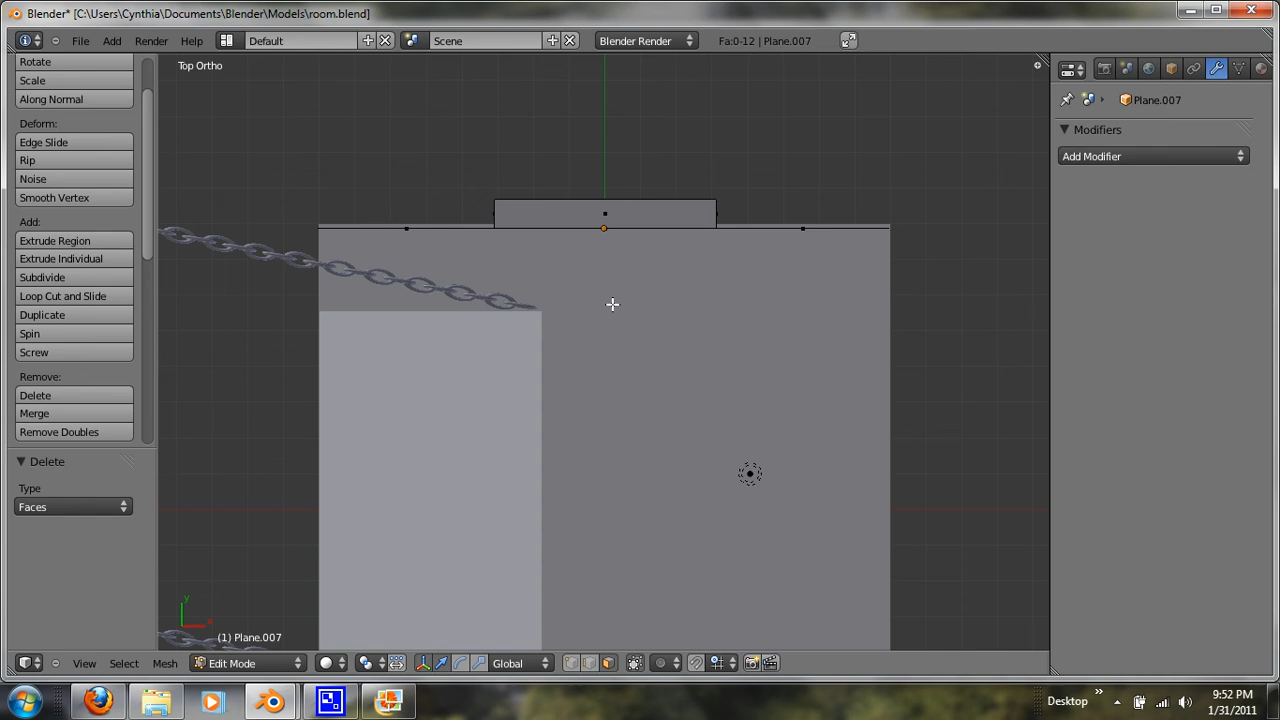 Blender* [C:\Users\Cynthia\Documents\Blender\Models\room.blend]
File Add Render Help Default Scene Blender Render Fa:0-12 | Plane.007
Rotate
Scale
Along Normal
Deform:
Edge Slide
Rip
Noise
Smooth Vertex
Add:
Extrude Region
Extrude Individual
Subdivide
Loop Cut and Slide
Duplicate
Spin
Screw
Remove:
Delete
Merge
Remove Doubles
Delete
Type
Faces
Top Ortho
y
x
(1) Plane.007
Plane.007
Modifiers
Add Modifier
View Select Mesh Edit Mode Global
Desktop
9:52 PM
1/31/2011